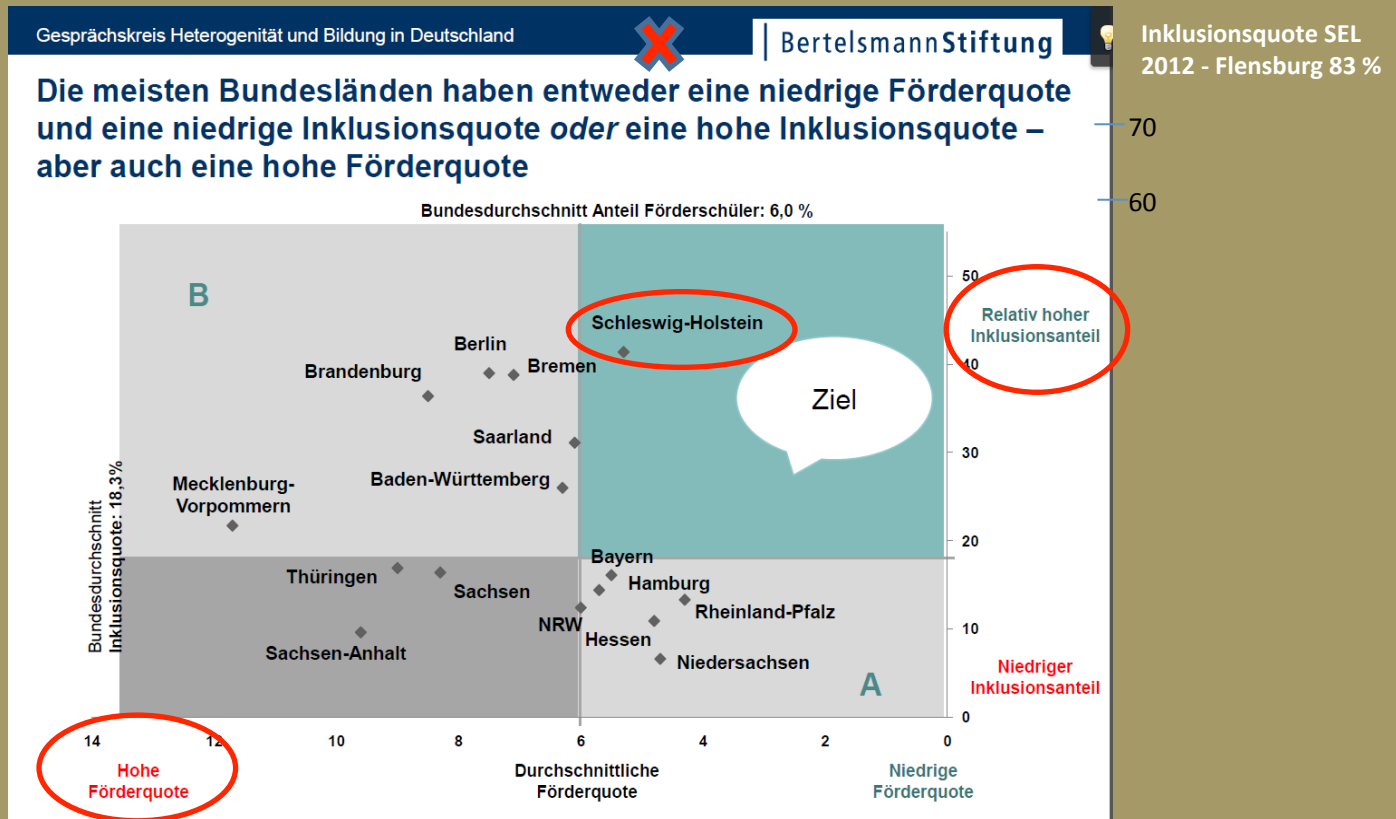 Gesprächskreis Heterogenität und Bildung in Deutschland
BertelsmannStiftung
Inklusionsquote SEL
2012 - Flensburg 83 %
Die meisten Bundesländen haben entweder eine niedrige Förderquote
und eine niedrige Inklusionsquote oder eine hohe Inklusionsquote –
aber auch eine hohe Förderquote
70
60
Bundesdurchschnitt Anteil Förderschüler: 6,0 %
B
50
Schleswig-Holstein
Relativ hoher
Inklusionsanteil
Berlin
Bremen
40
Brandenburg
Ziel
Saarland
30
Baden-Württemberg
Mecklenburg-
Vorpommern
Bundesdurchschnitt
Inklusionsquote: 18,3%
20
Bayern
Thüringen
Hamburg
Sachsen
Rheinland-Pfalz
NRW
10
Hessen
Sachsen-Anhalt
Niedersachsen
Niedriger
Inklusionsanteil
A
0
14 12 10 8 6 4 2 0
Hohe
Förderquote
Durchschnittliche
Förderquote
Niedrige
Förderquote